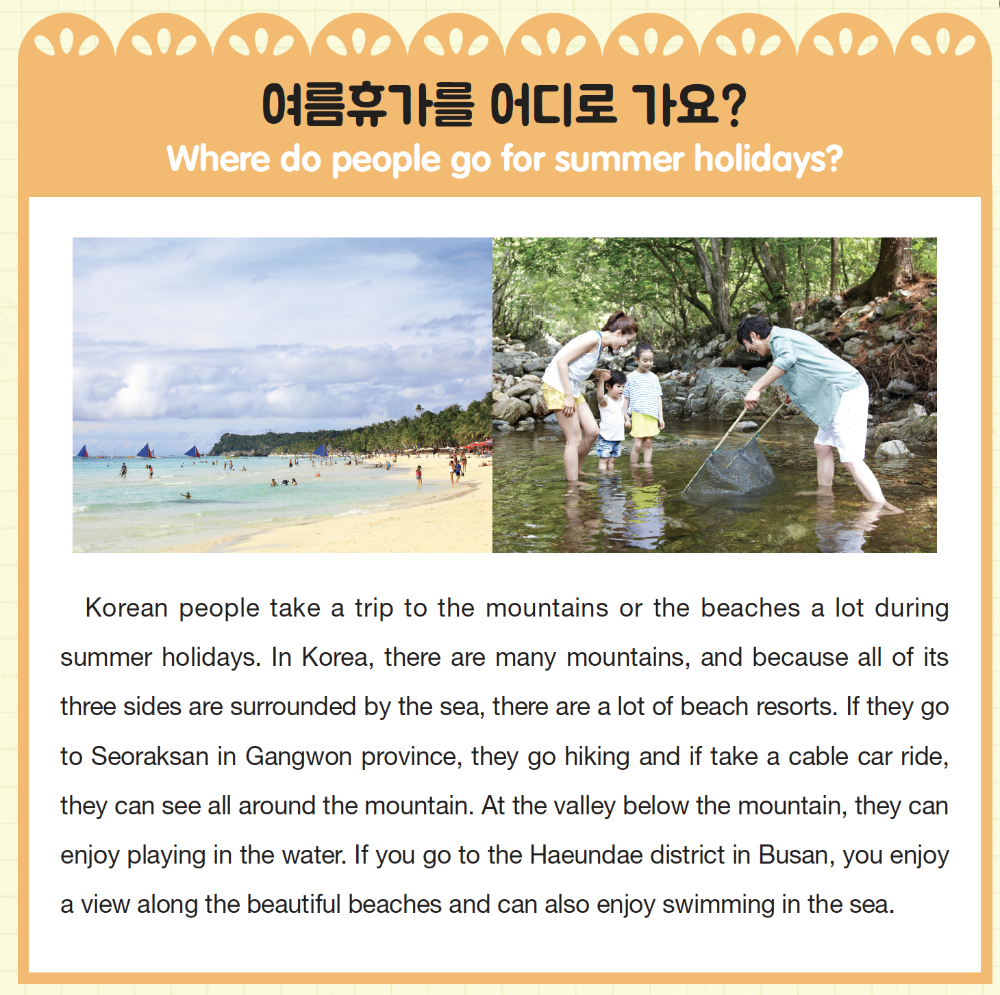 여름휴가를 어디로 가요?
Where do people go for summer holidays?
Korean people take a trip to the mountains or the beaches a lot during
summer holidays. In Korea, there are many mountains, and because all of its
three sides are surrounded by the sea, there are a lot of beach resorts. If they go
to Seoraksan in Gangwon province, they go hiking and if take a cable car ride,
they can see all around the mountain. At the valley below the mountain, they can
enjoy playing in the water. If you go to the Haeundae district in Busan, you enjoy
a view along the beautiful beaches and can also enjoy swimming in the sea.